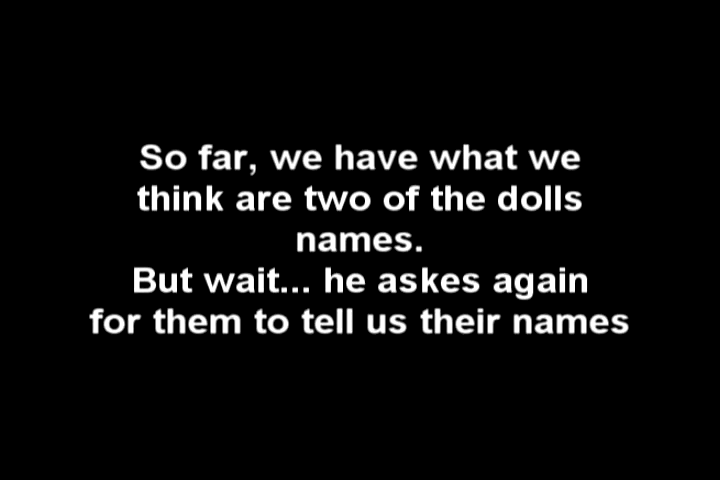 So far, we have what we
think are two of the dolls
names.
But wait... he askes again
for them to tell us their names